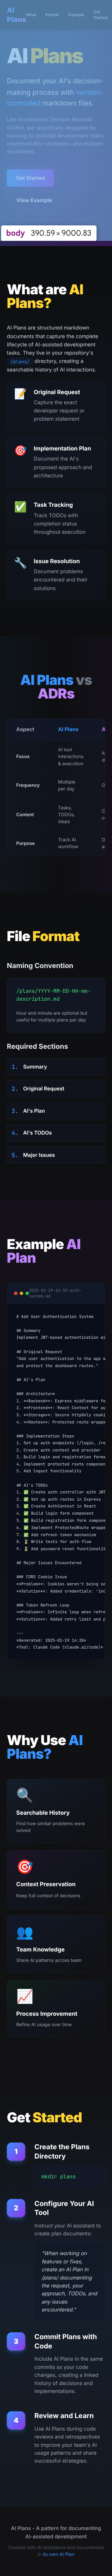 AI Plans
What
Format
Example
Get Started
AI Plans
Document your AI's decision-
making process with version-
controlled markdown files.
Like Architecture Decision Records
(ADRs), but specifically designed for
tracking AI-assisted development tasks,
implementation strategies, and problem
resolutions.
Get Started
View Example
body 390.59 × 9000.83
What are AI
Plans?
AI Plans are structured markdown
documents that capture the complete
lifecycle of AI-assisted development
tasks. They live in your repository's
/plans/ directory, creating a
searchable history of AI interactions.
Original Request
Capture the exact
developer request or
problem statement
Implementation Plan
Document the AI's
proposed approach and
architecture
Task Tracking
Track TODOs with
completion status
throughout execution
Issue Resolution
Document problems
encountered and their
solutions
AI Plans vs
ADRs
Aspect AI Plans A
Focus AI tool
interactions
& execution
Frequency Multiple
per day
Content Tasks,
TODOs,
steps
Purpose Track AI
workflow
File Format
Naming Convention
/plans/YYYY-MM-DD-HH-mm-
description.md
Hour and minute are optional but
useful for multiple plans per day
Required Sections
1. Summary
2. Original Request
3. AI's Plan
4. AI's TODOs
5. Major Issues
Example AI
Plan
2025-01-19-14-30-auth-
system.md
# Add User Authentication System
## Summary
Implement JWT-based authentication wi
## Original Request
"Add user authentication to the app w
and protect the dashboard routes."
## AI's Plan
### Architecture
1. **Backend**: Express middleware fo
2. **Frontend**: React Context for au
3. **Storage**: Secure httpOnly cooki
4. **Routes**: Protected route wrappe
### Implementation Steps
1. Set up auth endpoints (/login, /re
2. Create auth context and provider
3. Build login and registration forms
4. Implement protected route componen
5. Add logout functionality
## AI's TODOs
1. ✅ Create auth controller with JWT
2. ✅ Set up auth routes in Express
3. ✅ Create AuthContext in React
4. ✅ Build login form component
5. ✅ Build registration form componen
6. ✅ Implement ProtectedRoute wrapper
7. ✅ Add refresh token mechanism
8. ⏳ Write tests for auth flow
9. ⏳ Add password reset functionalit
## Major Issues Encountered
### CORS Cookie Issue
**Problem**: Cookies weren't being se
**Solution**: Added credentials: 'inc
### Token Refresh Loop
**Problem**: Infinite loop when refre
**Solution**: Added retry limit and p
---
*Generated: 2025-01-19 14:30*
*Tool: Claude Code (claude.ai/code)*
Why Use AI
Plans?
Searchable History
Find how similar problems were
solved
Context Preservation
Keep full context of decisions
Team Knowledge
Share AI patterns across team
Process Improvement
Refine AI usage over time
Get Started
1 Create the Plans
Directory
mkdir plans
2 Configure Your AI
Tool
Instruct your AI assistant to
create plan documents:
"When working on
features or fixes,
create an AI Plan in
/plans/ documenting
the request, your
approach, TODOs, and
any issues
encountered."
3 Commit Plans with
Code
Include AI Plans in the same
commits as your code
changes, creating a linked
history of decisions and
implementations.
4 Review and Learn
Use AI Plans during code
reviews and retrospectives
to improve your team's AI
usage patterns and share
successful strategies.
AI Plans - A pattern for documenting
AI-assisted development
Created with AI assistance and documented
in its own AI Plan